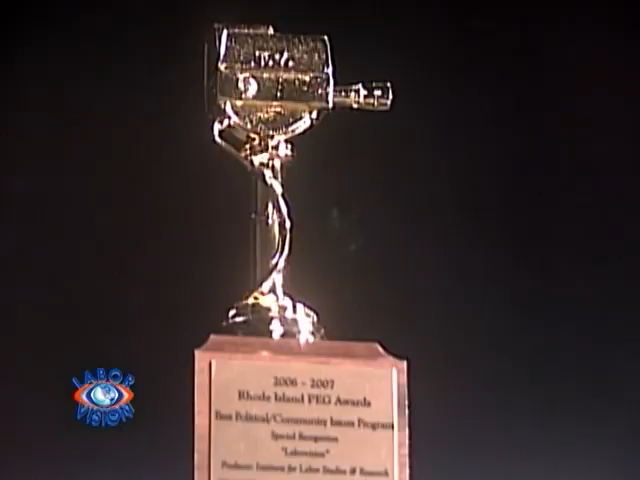 2006 - 2007
Rhode Island PEG Awards
Best Political/Community Issues Program
Special Recognition
"Laborvision"
Producer: Institute for Labor Studies & Research
LABOR
VISION